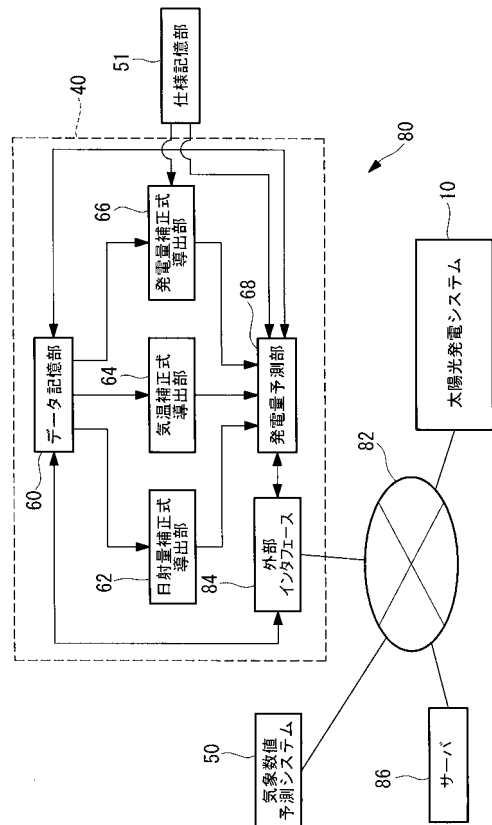 40
51
仕様記憶部
80
60
データ記憶部
62
日射量補正式
導出部
64
気温補正式
導出部
66
発電量補正式
導出部
68
発電量予測部
84
外部
インタフェース
50
気象数値
予測システム
82
10
太陽光発電システム
86
サーバ